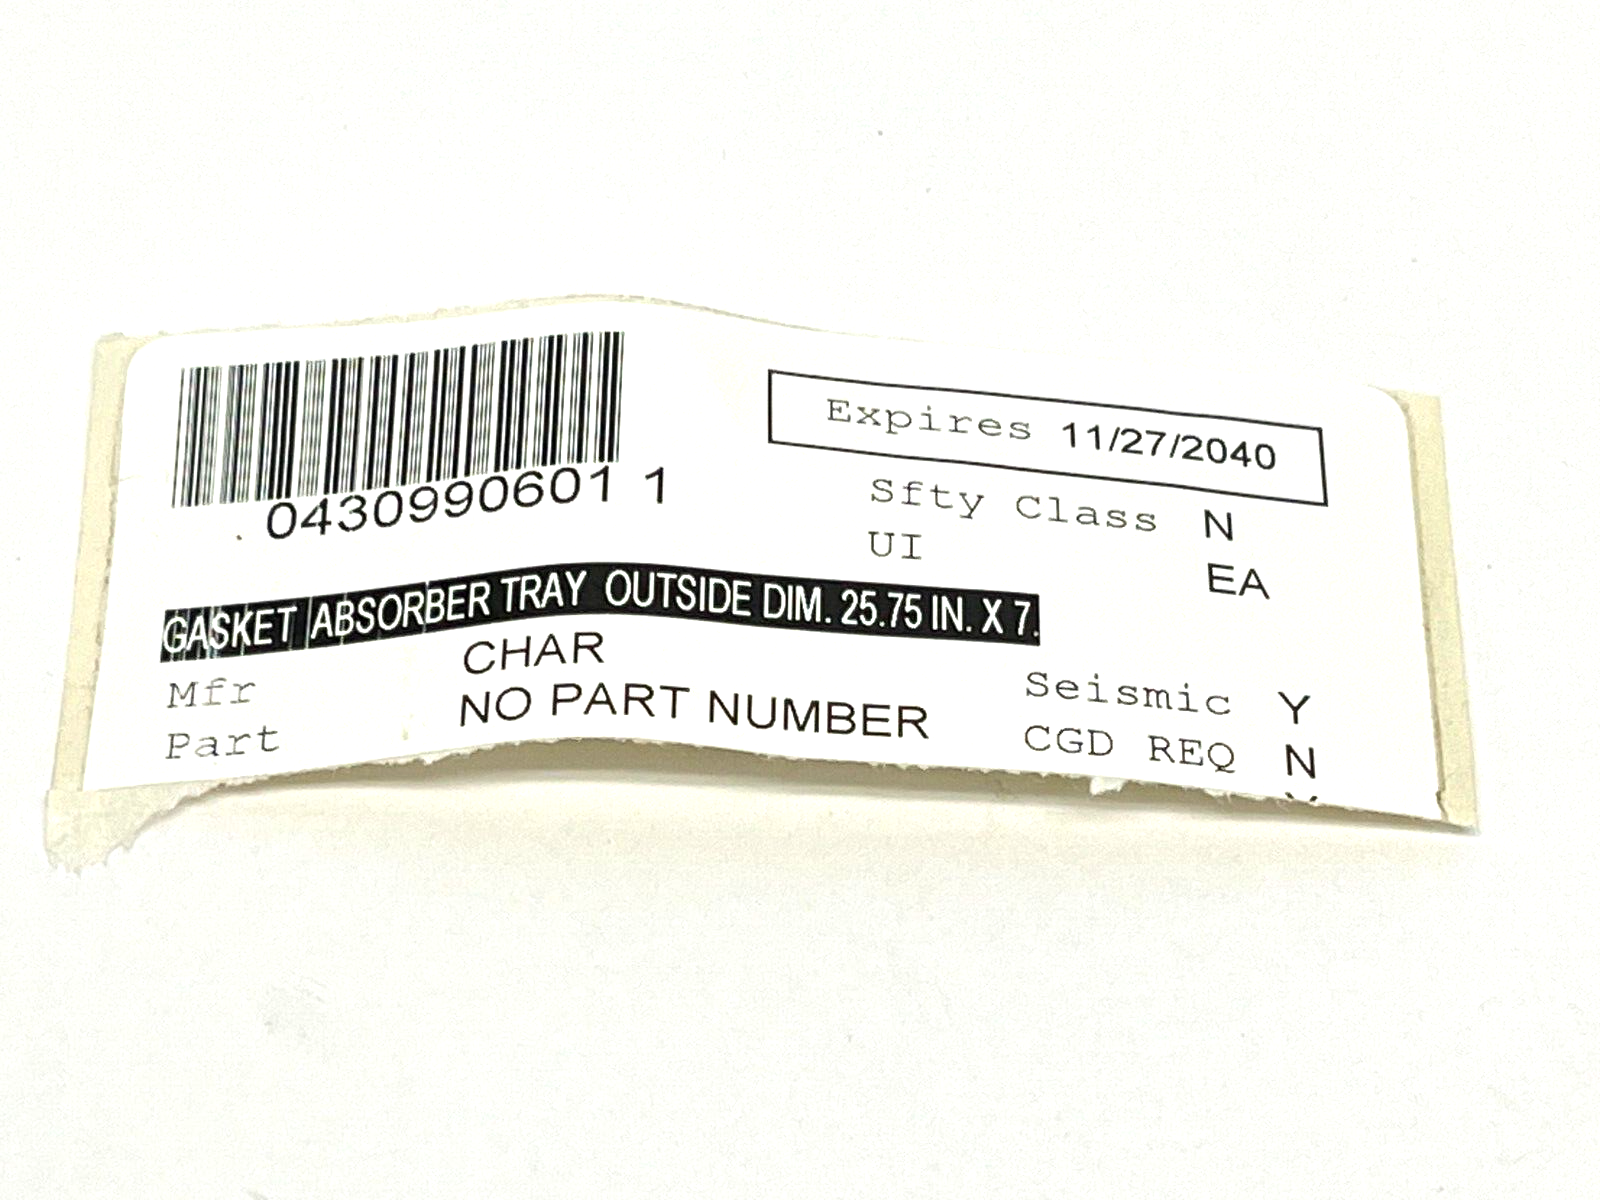 0430990601 1
Expires 11/27/2040
Sfty Class N
UI EA
GASKET ABSORBER TRAY OUTSIDE DIM. 25.75 IN. X 7.
Mfr CHAR
Part NO PART NUMBER
Seismic Y
CGD REQ N